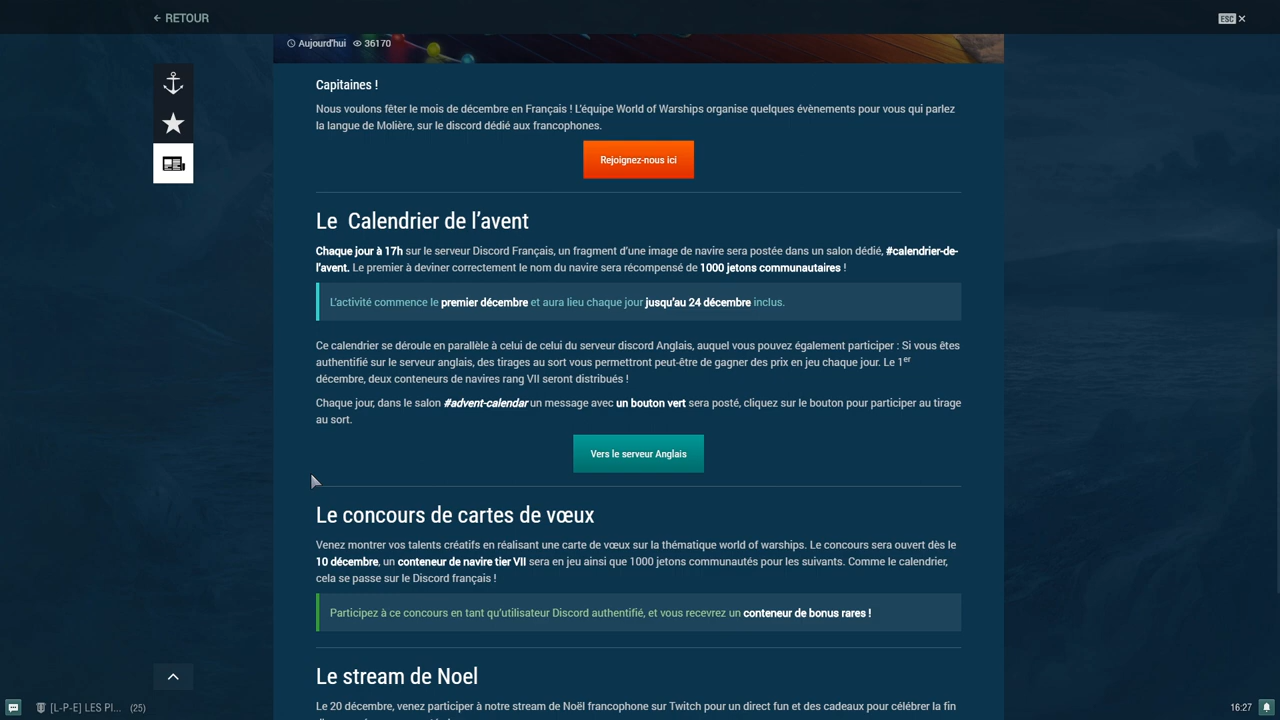 ← RETOUR
ESC ×
Aujourd'hui 36170
Capitaines !
Nous voulons fêter le mois de décembre en Français ! L'équipe World of Warships organise quelques évènements pour vous qui parlez
la langue de Molière, sur le discord dédié aux francophones.
Rejoignez-nous ici
Le Calendrier de l'avent
Chaque jour à 17h sur le serveur Discord Français, un fragment d'une image de navire sera postée dans un salon dédié, #calendrier-de-
l'avent. Le premier à deviner correctement le nom du navire sera récompensé de 1000 jetons communautaires !
L'activité commence le premier décembre et aura lieu chaque jour jusqu'au 24 décembre inclus.
Ce calendrier se déroule en parallèle à celui de celui du serveur discord Anglais, auquel vous pouvez également participer : Si vous êtes
authentifié sur le serveur anglais, des tirages au sort vous permettront peut-être de gagner des prix en jeu chaque jour. Le 1er
décembre, deux conteneurs de navires rang VII seront distribués !
Chaque jour, dans le salon #advent-calendar un message avec un bouton vert sera posté, cliquez sur le bouton pour participer au tirage
au sort.
Vers le serveur Anglais
Le concours de cartes de vœux
Venez montrer vos talents créatifs en réalisant une carte de vœux sur la thématique world of warships. Le concours sera ouvert dès le
10 décembre, un conteneur de navire tier VII sera en jeu ainsi que 1000 jetons communautés pour les suivants. Comme le calendrier,
cela se passe sur le Discord français !
Participez à ce concours en tant qu'utilisateur Discord authentifié, et vous recevrez un conteneur de bonus rares !
Le stream de Noel
Le 20 décembre, venez participer à notre stream de Noël francophone sur Twitch pour un direct fun et des cadeaux pour célébrer la fin
[L-P-E] LES PI... (25)
16:27